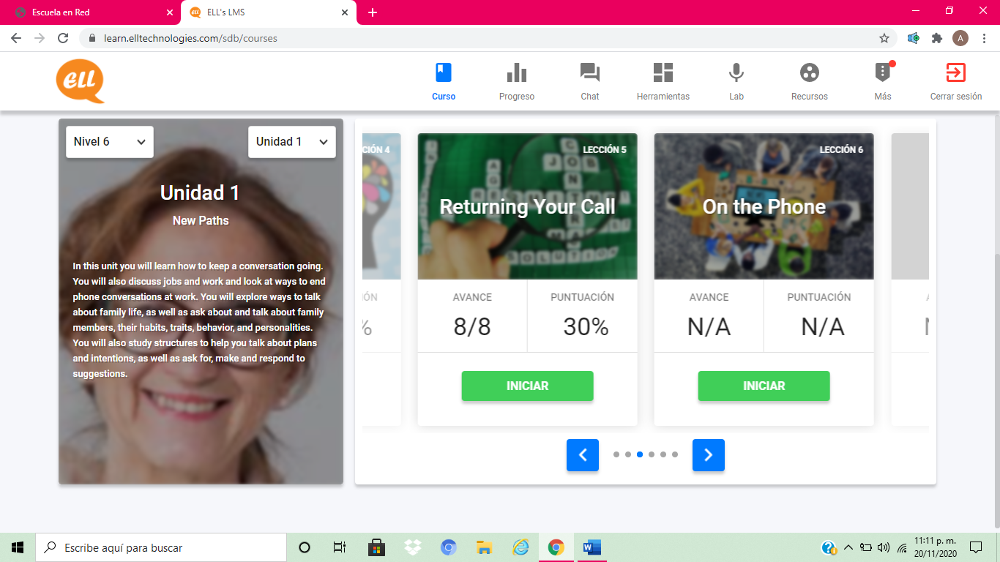 Escuela en Red
ELL's LMS
learn.elltechnologies.com/sdb/courses
A
ell
Curso
Progreso
Chat
Herramientas
Lab
Recursos
Más
Cerrar sesión
Nivel 6
Unidad 1
Unidad 1
New Paths
In this unit you will learn how to keep a conversation going.
You will also discuss jobs and work and look at ways to end
phone conversations at work. You will explore ways to talk
about family life, as well as ask about and talk about family
members, their habits, traits, behavior, and personalities.
You will also study structures to help you talk about plans
and intentions, as well as ask for, make and respond to
suggestions.
CIÓN 4
IÓN
%
LECCIÓN 5
JOB
SOLUTION
Returning Your Call
AVANCE
PUNTUACIÓN
8/8
30%
INICIAR
LECCIÓN 6
On the Phone
AVANCE
PUNTUACIÓN
N/A
N/A
INICIAR
Escribe aquí para buscar
11:11 p. m.
20/11/2020